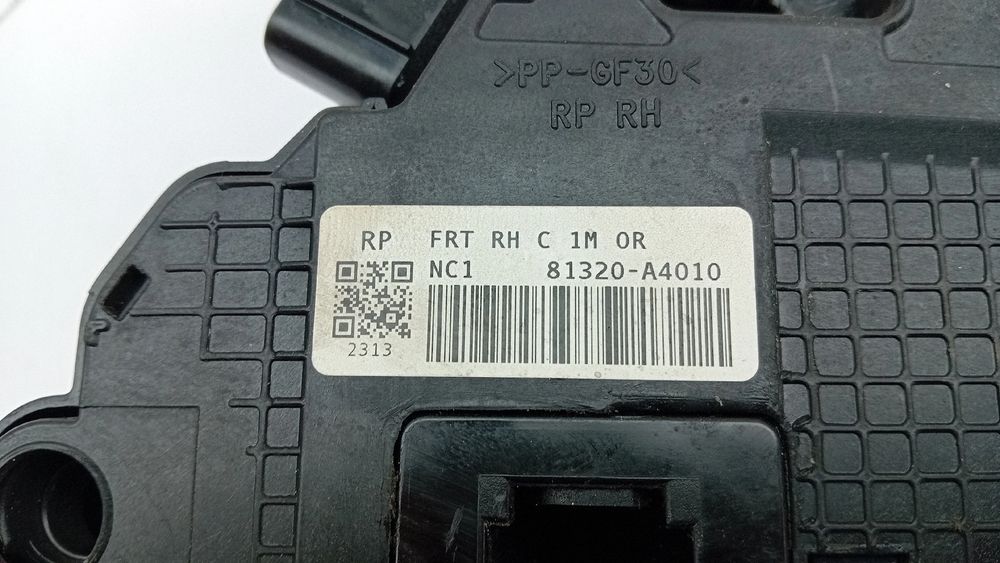 >PP-GF30<
RP RH
RP FRT RH C 1M OR
NC1 81320-A4010
2313